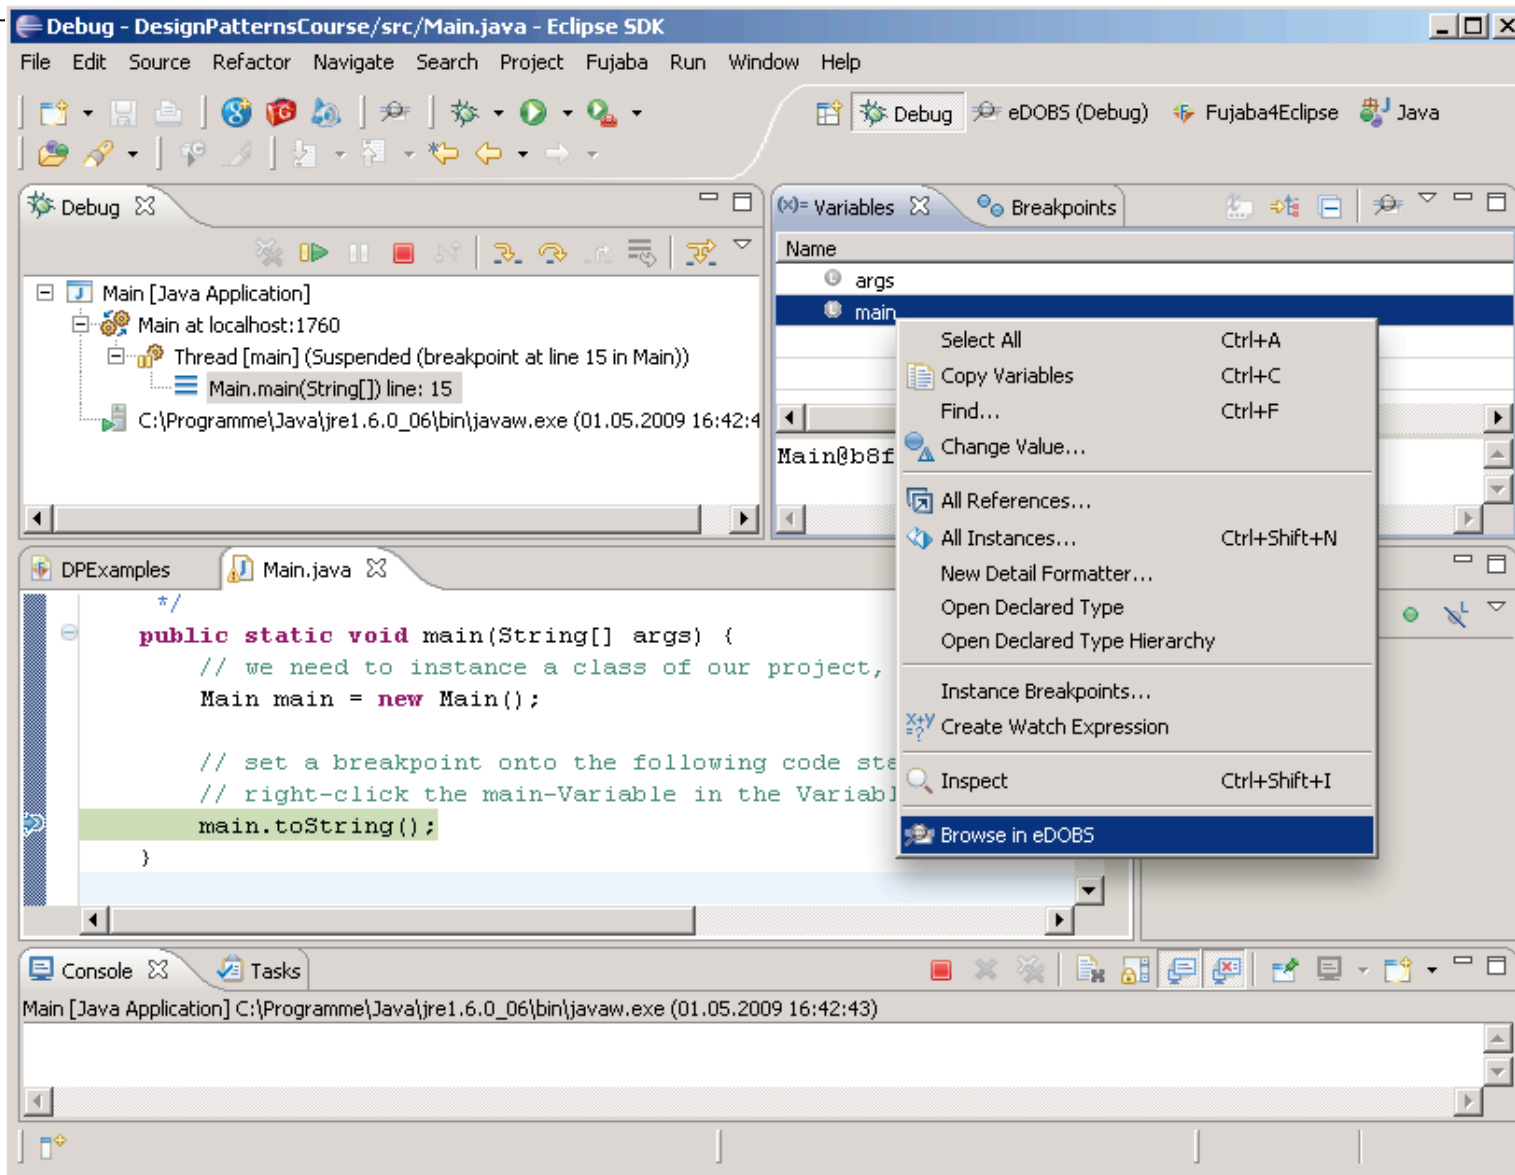 Debug - DesignPatternsCourse/src/Main.java - Eclipse SDK
File Edit Source Refactor Navigate Search Project Fujaba Run Window Help
Debug eDOBS (Debug) Fujaba4Eclipse Java
Debug
Main [Java Application]
Main at localhost:1760
Thread [main] (Suspended (breakpoint at line 15 in Main))
Main.main(String[]) line: 15
C:\Programme\Java\jre1.6.0_06\bin\javaw.exe (01.05.2009 16:42:4
(x)= Variables Breakpoints
Name
args
main
Main@b8f
Select All Ctrl+A
Copy Variables Ctrl+C
Find... Ctrl+F
Change Value...
All References...
All Instances... Ctrl+Shift+N
New Detail Formatter...
Open Declared Type
Open Declared Type Hierarchy
Instance Breakpoints...
Create Watch Expression
Inspect Ctrl+Shift+I
Browse in eDOBS
DPExamples Main.java
*/
public static void main(String[] args) {
// we need to instance a class of our project,
Main main = new Main();
// set a breakpoint onto the following code sta
// right-click the main-Variable in the Variabl
main.toString();
}
Console Tasks
Main [Java Application] C:\Programme\Java\jre1.6.0_06\bin\javaw.exe (01.05.2009 16:42:43)